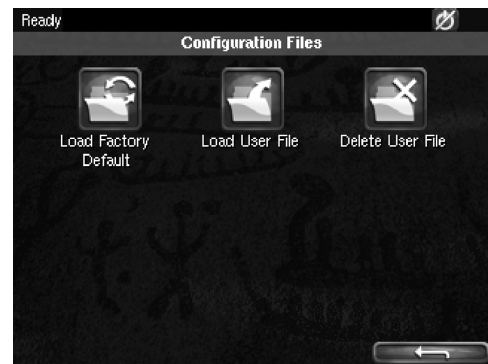 Ready
Configuration Files
Load Factory
Default
Load User File
Delete User File